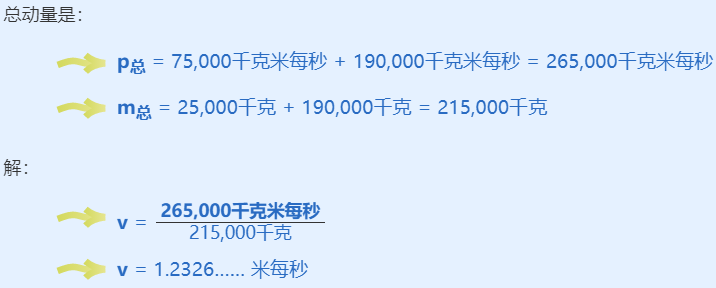 总动量是：
p总 = 75,000千克米每秒 + 190,000千克米每秒 = 265,000千克米每秒
m总 = 25,000千克 + 190,000千克 = 215,000千克
解：
v = 265,000千克米每秒
215,000千克
v = 1.2326...... 米每秒